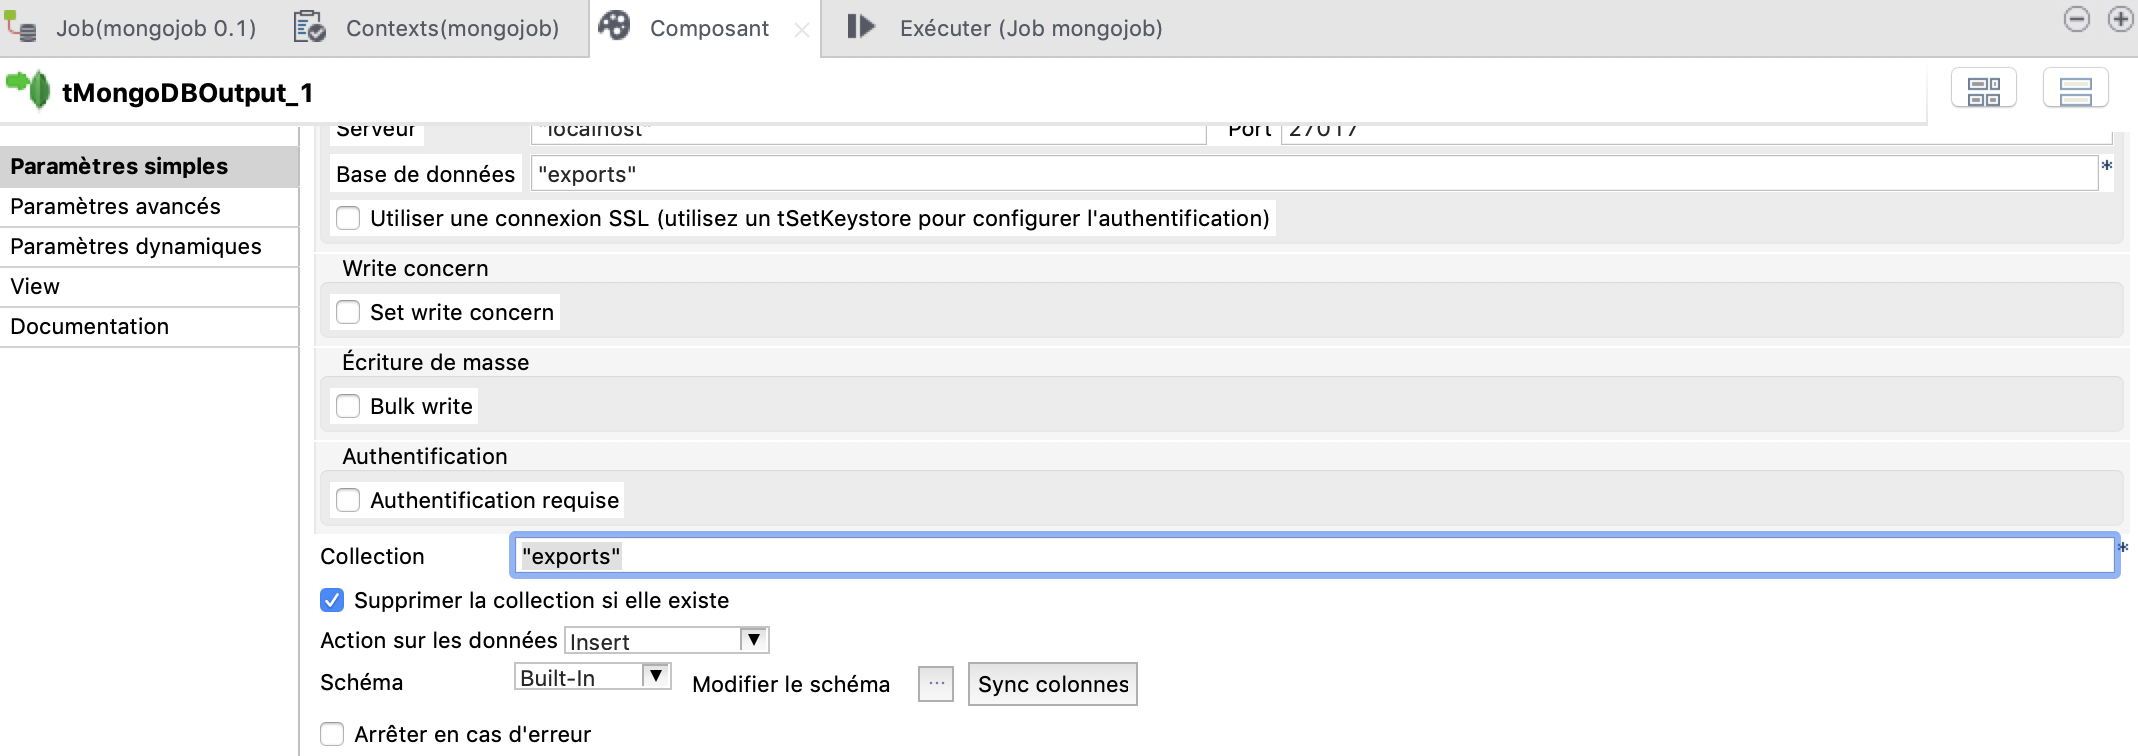 Job(mongojob 0.1)
Contexts(mongojob)
Composant
Exécuter (Job mongojob)
tMongoDBOutput_1
Paramètres simples
Paramètres avancés
Paramètres dynamiques
View
Documentation
Serveur "localhost" Port 27017
Base de données "exports" *
Utiliser une connexion SSL (utilisez un tSetKeystore pour configurer l'authentification)
Write concern
Set write concern
Écriture de masse
Bulk write
Authentification
Authentification requise
Collection "exports" *
Supprimer la collection si elle existe
Action sur les données Insert
Schéma Built-In Modifier le schéma ... Sync colonnes
Arrêter en cas d'erreur